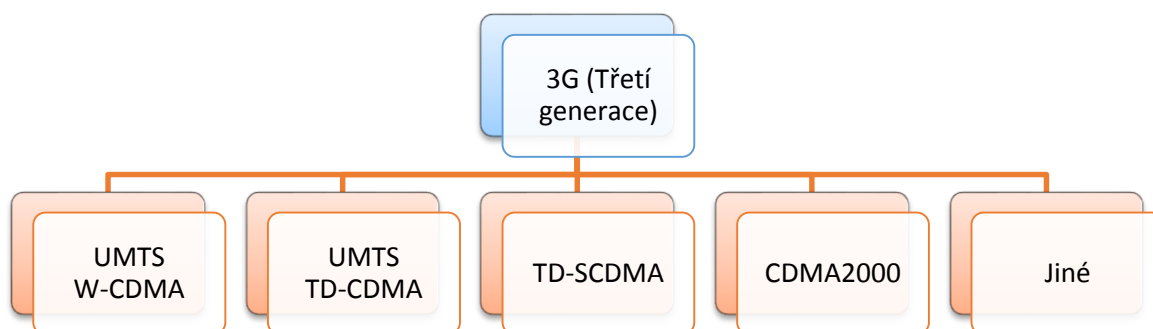 3G (Třetí
generace)
UMTS
W-CDMA
UMTS
TD-CDMA
TD-SCDMA
CDMA2000
Jiné